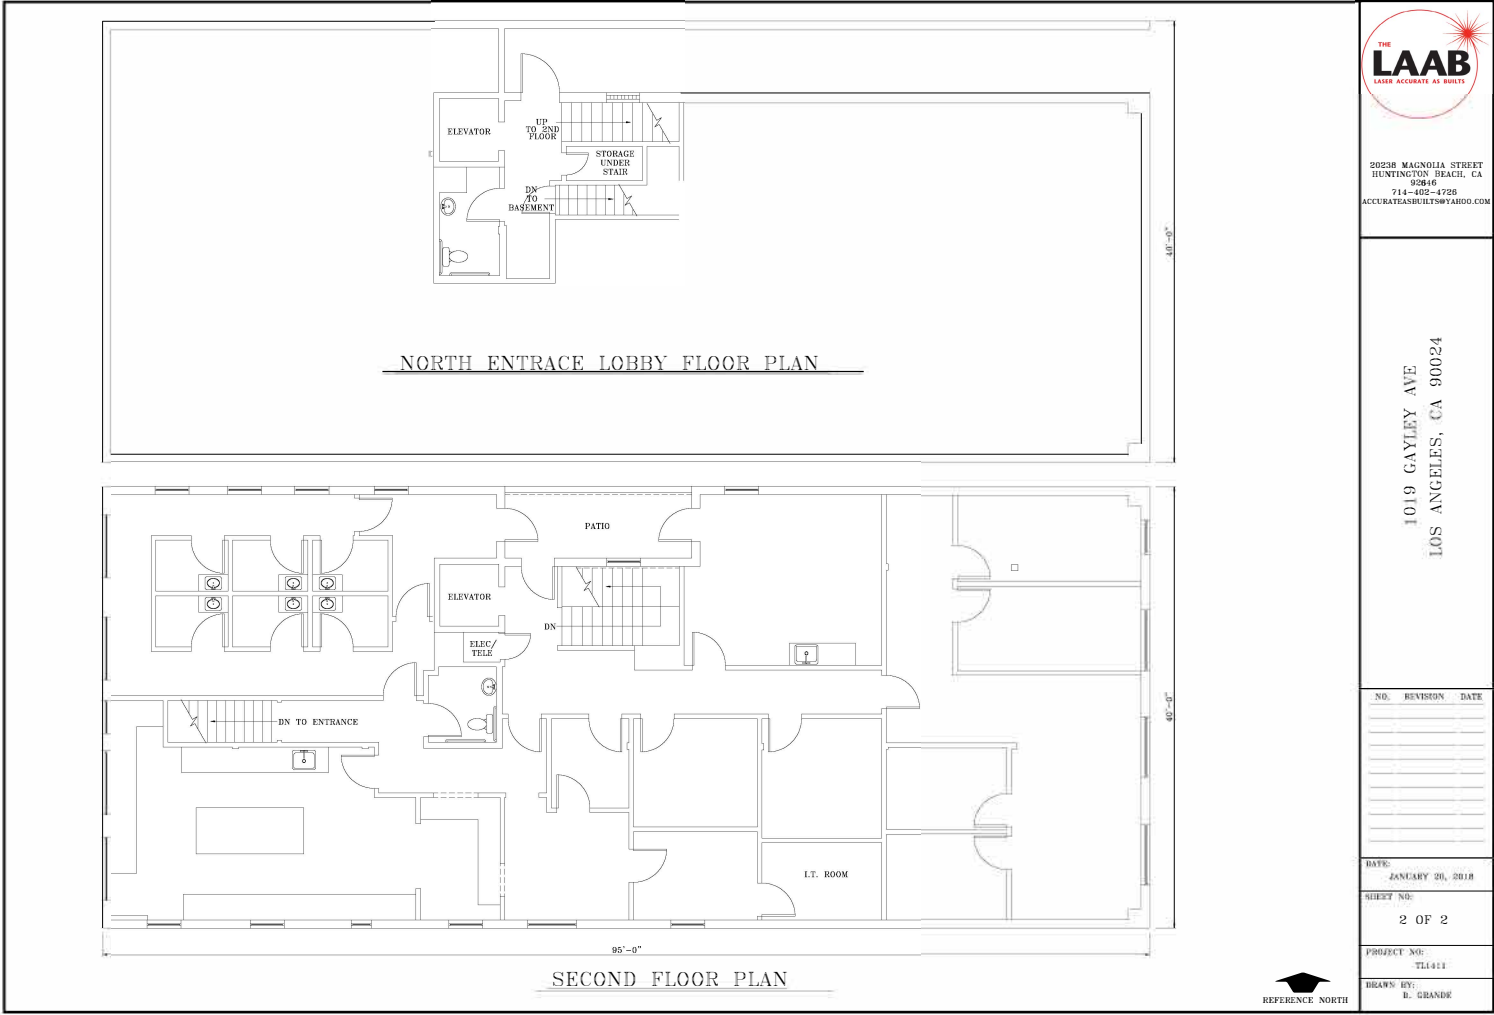 THE
LAAB
LASER ACCURATE AS BUILTS
20238 MAGNOLIA STREET
HUNTINGTON BEACH, CA
92646
714-402-4726
ACCURATEASBUILTS@YAHOO.COM
1019 GAYLEY AVE
LOS ANGELES, CA 90024
ELEVATOR
UP
TO 2ND
FLOOR
STORAGE
UNDER
STAIR
DN
TO
BASEMENT
40'-0"
NORTH ENTRACE LOBBY FLOOR PLAN
PATIO
ELEVATOR
DN
ELEC/
TELE
DN TO ENTRANCE
I.T. ROOM
40'-0"
95'-0"
SECOND FLOOR PLAN
REFERENCE NORTH
NO. REVISION DATE
DATE:
JANUARY 20, 2018
SHEET NO:
2 OF 2
PROJECT NO:
TL1411
DRAWN BY:
B. GRANDE